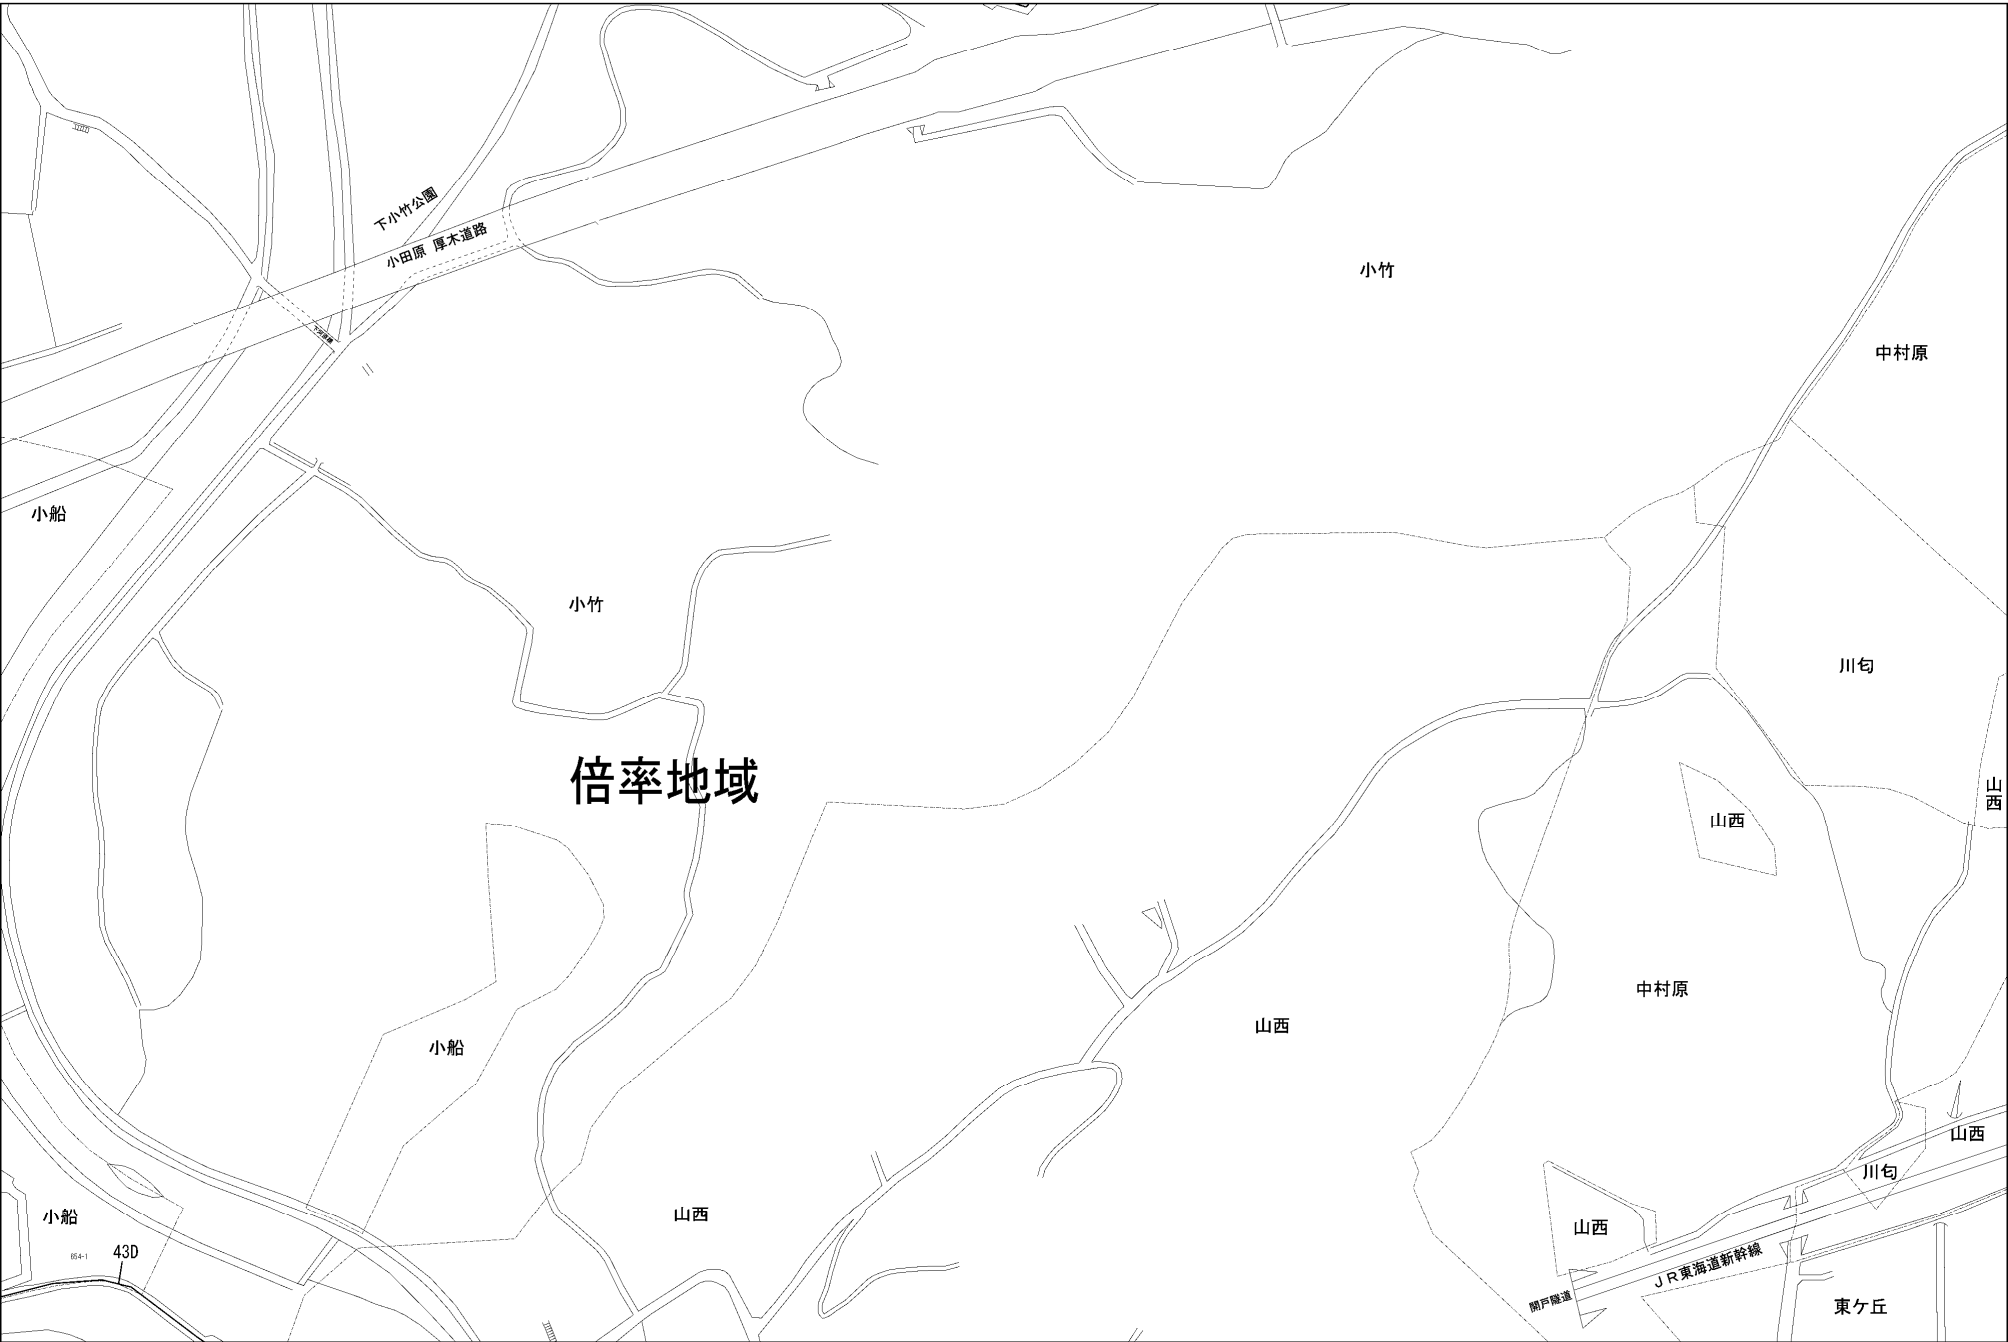 下小竹公園
小田原 厚木道路
小竹
中村原
小船
小竹
川匂
倍率地域
山西
山西
中村原
山西
小船
山西
川匂
山西
小船
山西
654-1
43D
JR東海道新幹線
関戸隧道
東ケ丘